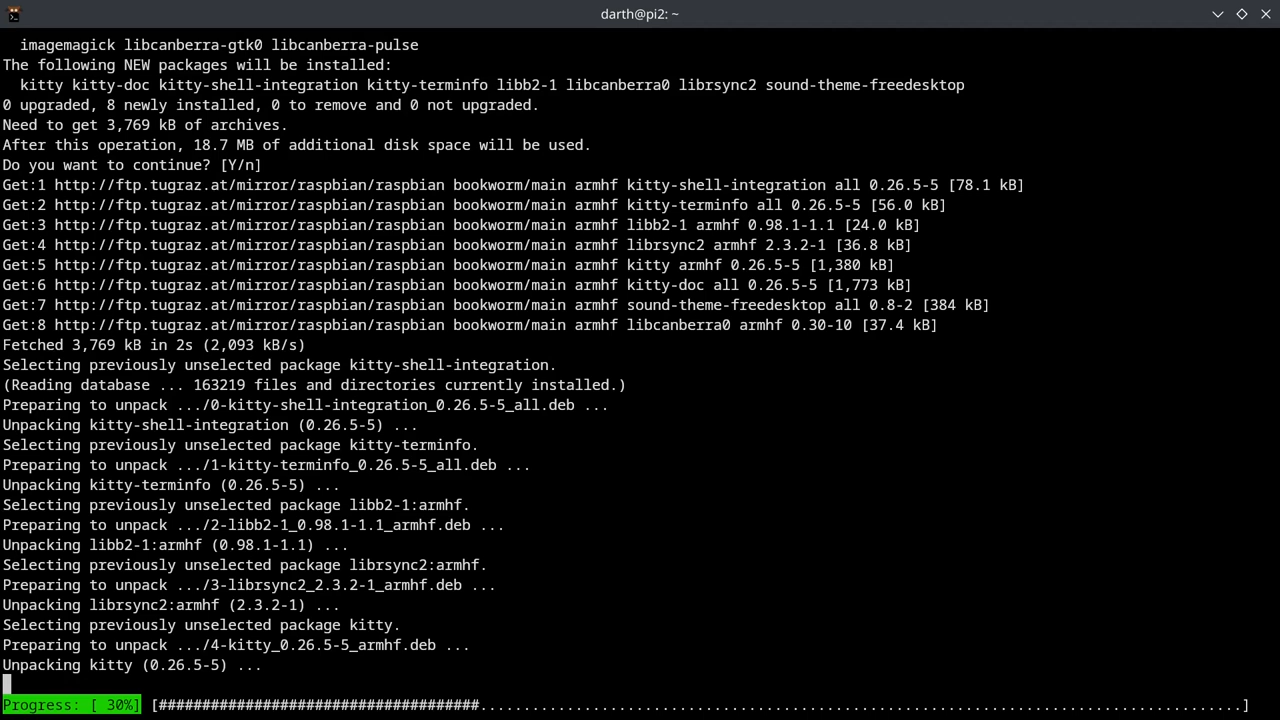 darth@pi2: ~
imagemagick libcanberra-gtk0 libcanberra-pulse
The following NEW packages will be installed:
kitty kitty-doc kitty-shell-integration kitty-terminfo libb2-1 libcanberra0 librsync2 sound-theme-freedesktop
0 upgraded, 8 newly installed, 0 to remove and 0 not upgraded.
Need to get 3,769 kB of archives.
After this operation, 18.7 MB of additional disk space will be used.
Do you want to continue? [Y/n]
Get:1 http://ftp.tugraz.at/mirror/raspbian/raspbian bookworm/main armhf kitty-shell-integration all 0.26.5-5 [78.1 kB]
Get:2 http://ftp.tugraz.at/mirror/raspbian/raspbian bookworm/main armhf kitty-terminfo all 0.26.5-5 [56.0 kB]
Get:3 http://ftp.tugraz.at/mirror/raspbian/raspbian bookworm/main armhf libb2-1 armhf 0.98.1-1.1 [24.0 kB]
Get:4 http://ftp.tugraz.at/mirror/raspbian/raspbian bookworm/main armhf librsync2 armhf 2.3.2-1 [36.8 kB]
Get:5 http://ftp.tugraz.at/mirror/raspbian/raspbian bookworm/main armhf kitty armhf 0.26.5-5 [1,380 kB]
Get:6 http://ftp.tugraz.at/mirror/raspbian/raspbian bookworm/main armhf kitty-doc all 0.26.5-5 [1,773 kB]
Get:7 http://ftp.tugraz.at/mirror/raspbian/raspbian bookworm/main armhf sound-theme-freedesktop all 0.8-2 [384 kB]
Get:8 http://ftp.tugraz.at/mirror/raspbian/raspbian bookworm/main armhf libcanberra0 armhf 0.30-10 [37.4 kB]
Fetched 3,769 kB in 2s (2,093 kB/s)
Selecting previously unselected package kitty-shell-integration.
(Reading database ... 163219 files and directories currently installed.)
Preparing to unpack .../0-kitty-shell-integration_0.26.5-5_all.deb ...
Unpacking kitty-shell-integration (0.26.5-5) ...
Selecting previously unselected package kitty-terminfo.
Preparing to unpack .../1-kitty-terminfo_0.26.5-5_all.deb ...
Unpacking kitty-terminfo (0.26.5-5) ...
Selecting previously unselected package libb2-1:armhf.
Preparing to unpack .../2-libb2-1_0.98.1-1.1_armhf.deb ...
Unpacking libb2-1:armhf (0.98.1-1.1) ...
Selecting previously unselected package librsync2:armhf.
Preparing to unpack .../3-librsync2_2.3.2-1_armhf.deb ...
Unpacking librsync2:armhf (2.3.2-1) ...
Selecting previously unselected package kitty.
Preparing to unpack .../4-kitty_0.26.5-5_armhf.deb ...
Unpacking kitty (0.26.5-5) ...
Progress: [ 30%] [#####################################........................................................................................]